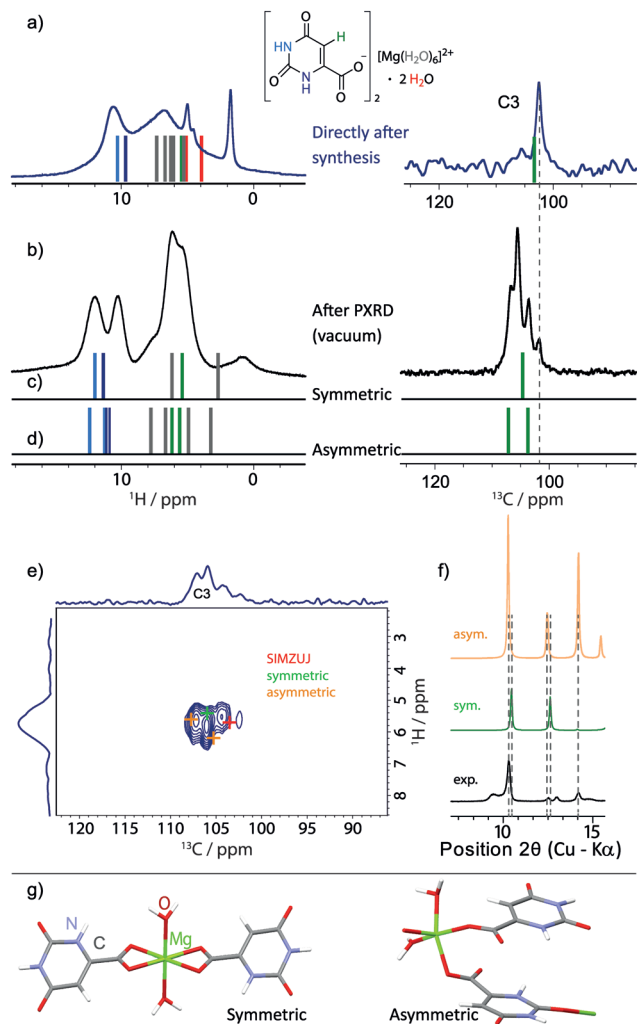 a)
O
H
HN
O
N
H
O
O⁻
2
[Mg(H₂O)₆]²⁺
· 2 H₂O
Directly after
synthesis
C3
10
0
120
100
b)
After PXRD
(vacuum)
c)
Symmetric
d)
Asymmetric
10
0
¹H / ppm
120
100
¹³C / ppm
e)
C3
SIMZUJ
symmetric
asymmetric
3
4
5
6
7
8
¹H / ppm
120
115
110
105
100
95
90
¹³C / ppm
f)
asym.
sym.
exp.
10
15
Position 2θ (Cu - Kα)
g)
N
C
O
Mg
Symmetric
Asymmetric